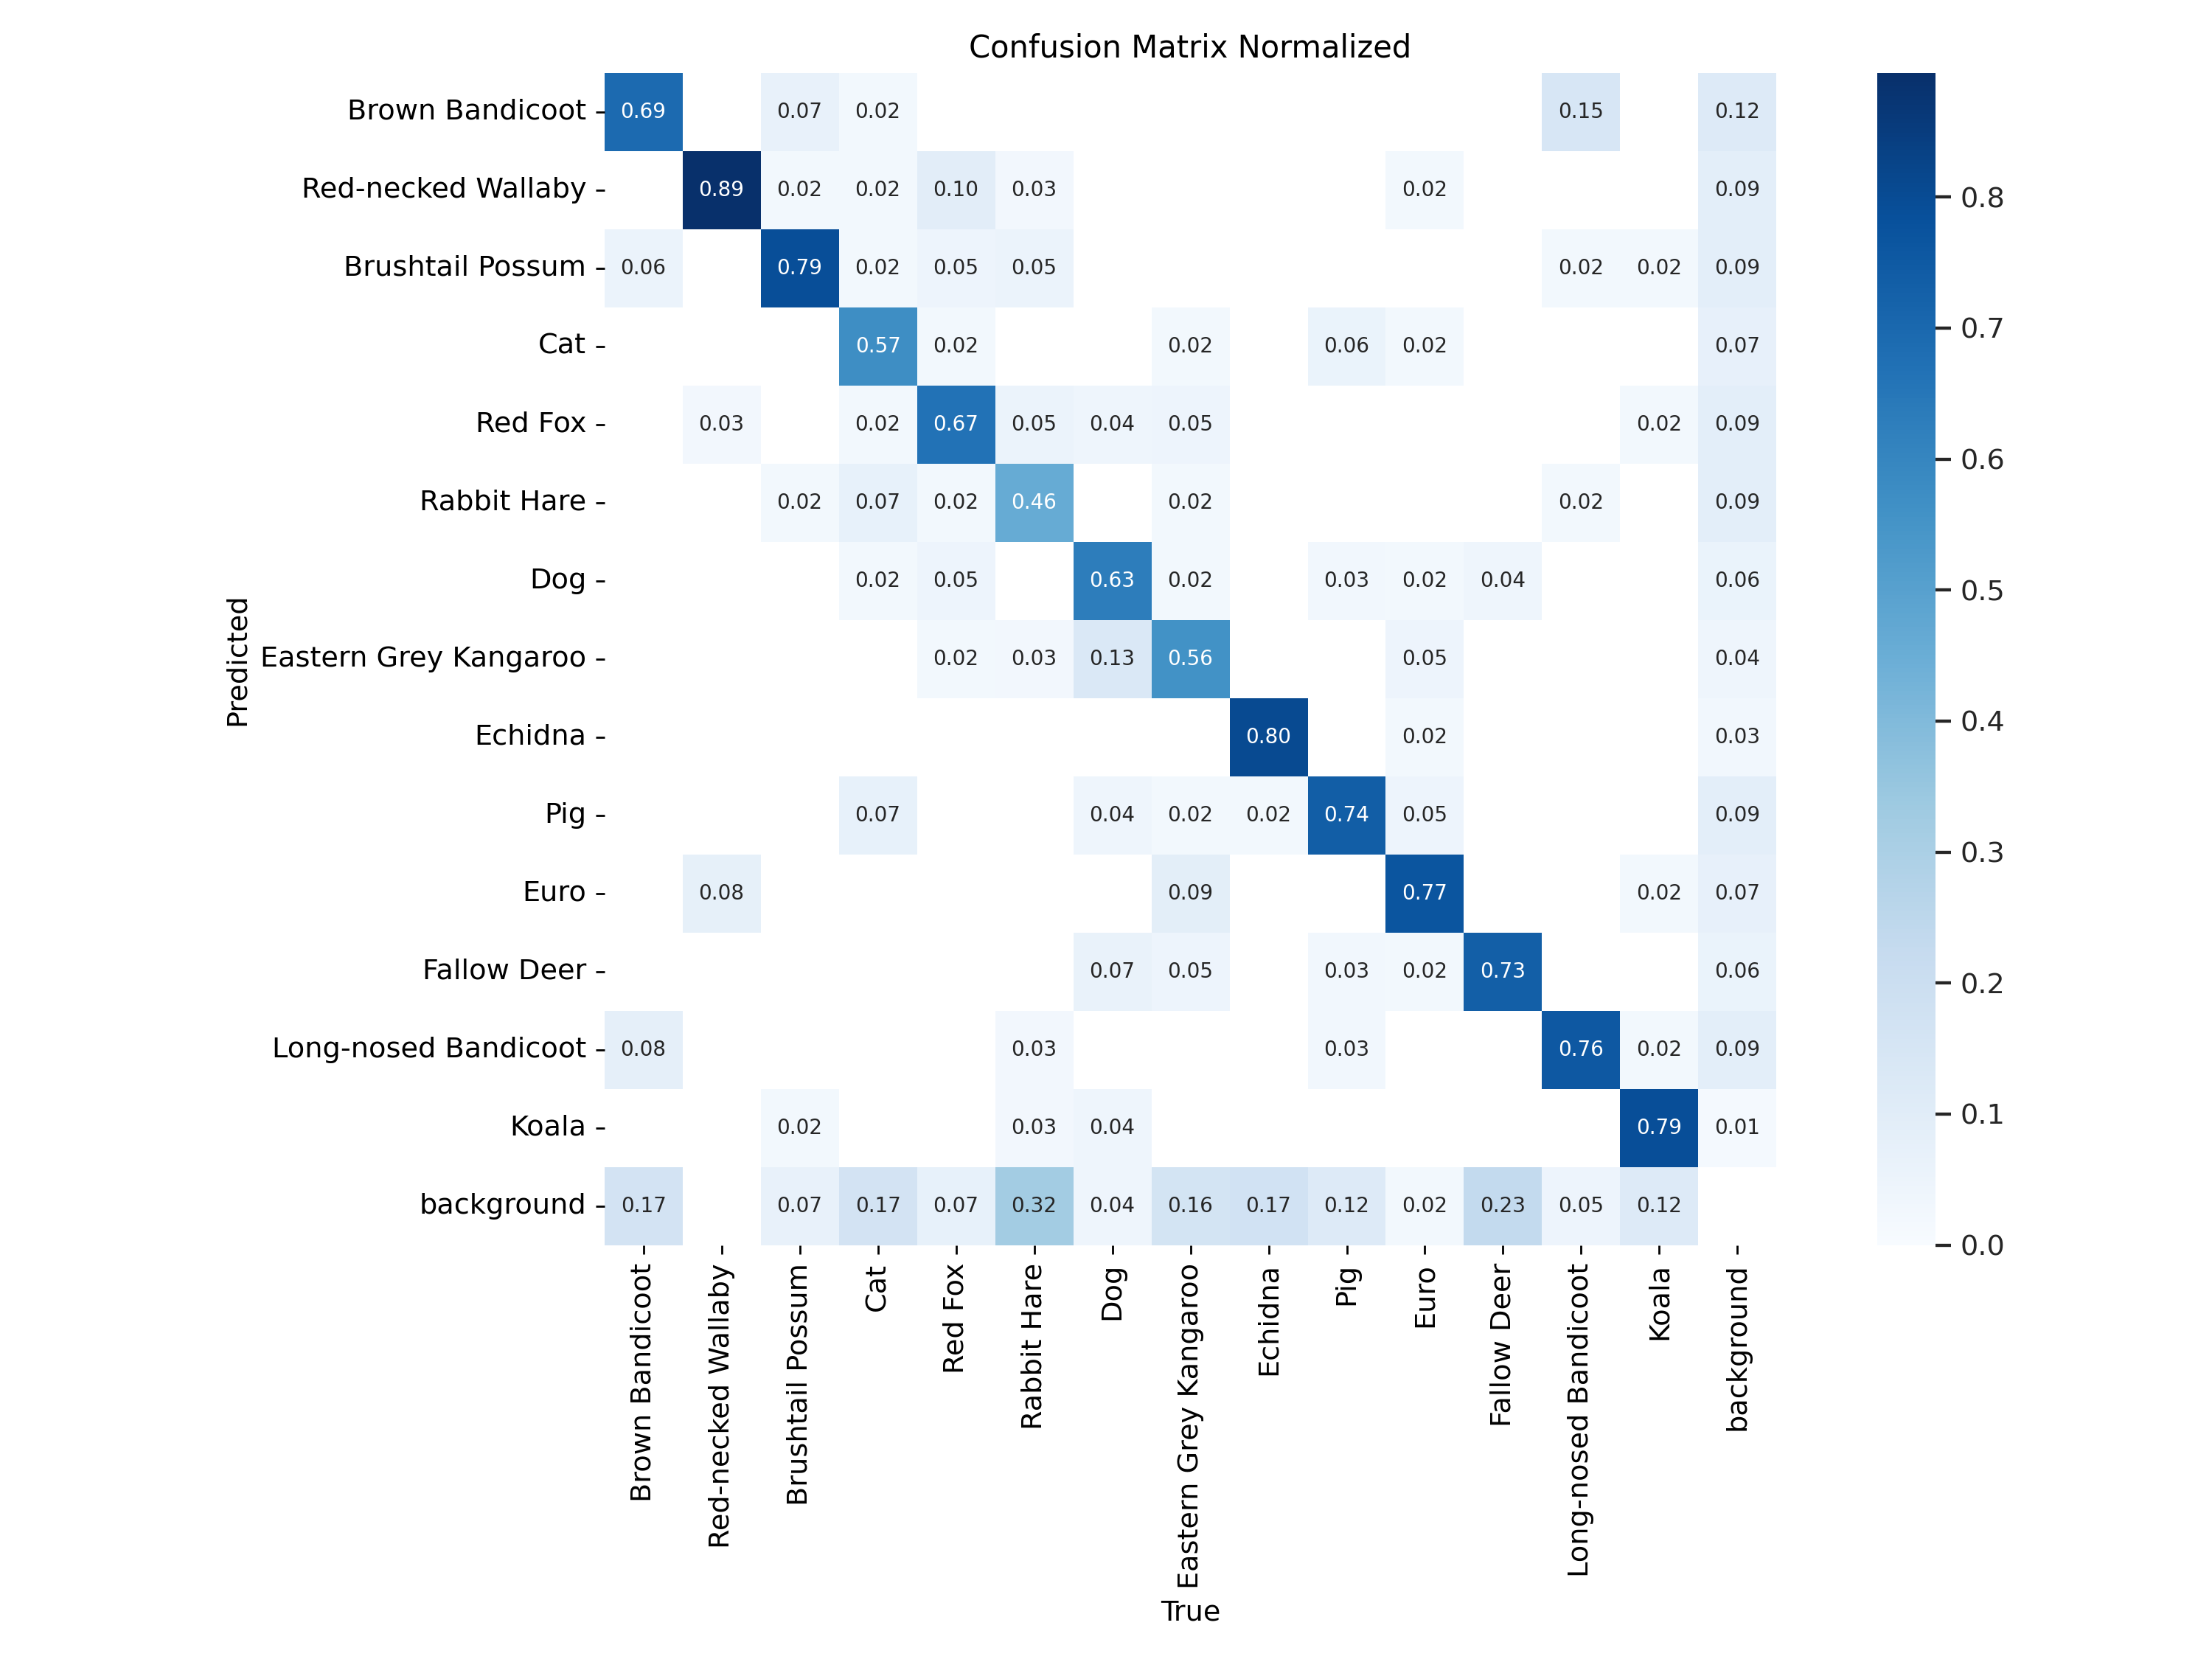 Confusion Matrix Normalized
Brown Bandicoot 0.69 0.07 0.02 0.15 0.12
Red-necked Wallaby 0.89 0.02 0.02 0.10 0.03 0.02 0.09
Brushtail Possum 0.06 0.79 0.02 0.05 0.05 0.02 0.02 0.09
Cat 0.57 0.02 0.02 0.06 0.02 0.07
Red Fox 0.03 0.02 0.67 0.05 0.04 0.05 0.02 0.09
Rabbit Hare 0.02 0.07 0.02 0.46 0.02 0.02 0.09
Dog 0.02 0.05 0.63 0.02 0.03 0.02 0.04 0.06
Eastern Grey Kangaroo 0.02 0.03 0.13 0.56 0.05 0.04
Echidna 0.80 0.02 0.03
Pig 0.07 0.04 0.02 0.02 0.74 0.05 0.09
Euro 0.08 0.09 0.77 0.02 0.07
Fallow Deer 0.07 0.05 0.03 0.02 0.73 0.06
Long-nosed Bandicoot 0.08 0.03 0.03 0.76 0.02 0.09
Koala 0.02 0.03 0.04 0.79 0.01
background 0.17 0.07 0.17 0.07 0.32 0.04 0.16 0.17 0.12 0.02 0.23 0.05 0.12
Predicted
Brown Bandicoot
Red-necked Wallaby
Brushtail Possum
Cat
Red Fox
Rabbit Hare
Dog
Eastern Grey Kangaroo
Echidna
Pig
Euro
Fallow Deer
Long-nosed Bandicoot
Koala
background
True
0.8
0.7
0.6
0.5
0.4
0.3
0.2
0.1
0.0